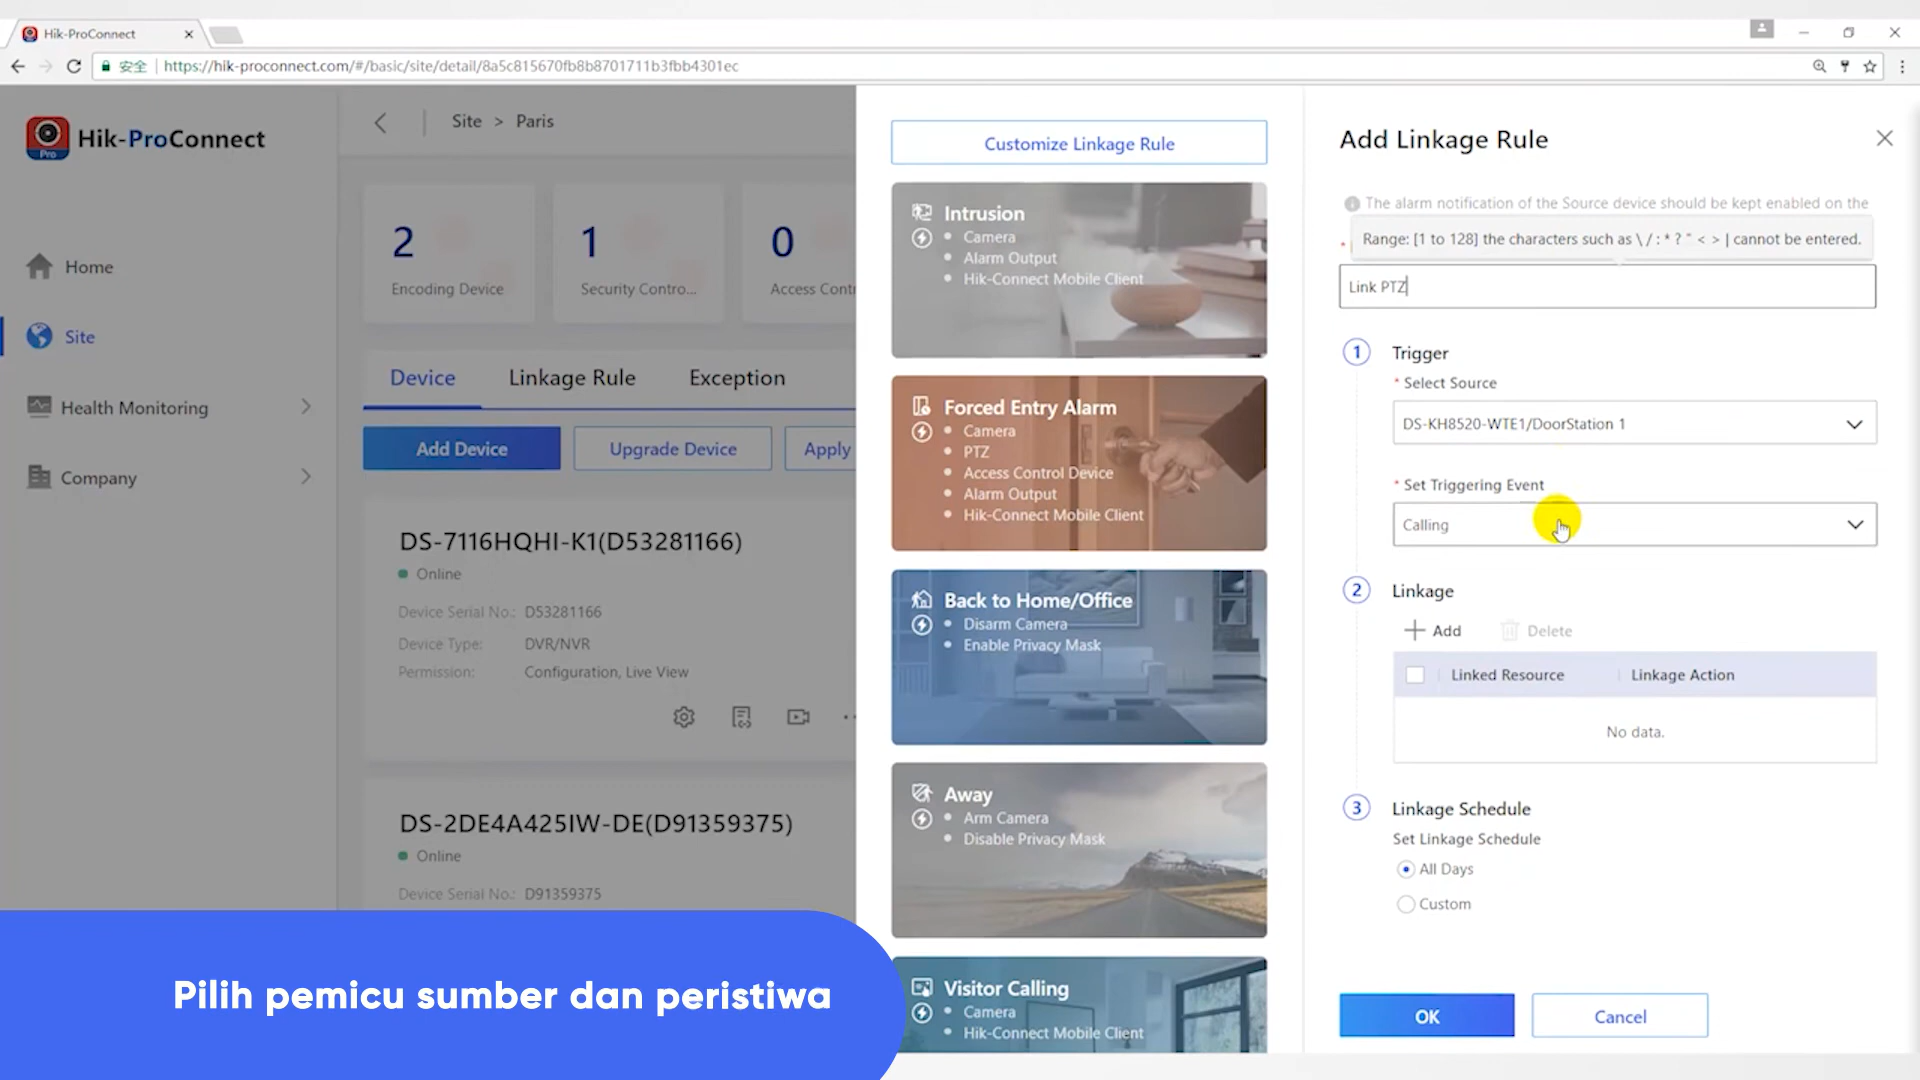 Hik-ProConnect
安全 | https://hik-proconnect.com/#/basic/site/detail/8a5c815670fb8b8701711b3fbb4301ec
Pro
Hik-ProConnect
Home
Site
Health Monitoring
Company
Site > Paris
2
Encoding Device
1
Security Contro...
0
Access Contr
Device
Linkage Rule
Exception
Add Device
Upgrade Device
Apply
DS-7116HQHI-K1(D53281166)
Online
Device Serial No.: D53281166
Device Type: DVR/NVR
Permission: Configuration, Live View
DS-2DE4A425IW-DE(D91359375)
Online
Device Serial No.: D91359375
Customize Linkage Rule
Intrusion
Camera
Alarm Output
Hik-Connect Mobile Client
Forced Entry Alarm
Camera
PTZ
Access Control Device
Alarm Output
Hik-Connect Mobile Client
Back to Home/Office
Disarm Camera
Enable Privacy Mask
Away
Arm Camera
Disable Privacy Mask
Visitor Calling
Camera
Hik-Connect Mobile Client
Add Linkage Rule
The alarm notification of the Source device should be kept enabled on the
Range: [1 to 128] the characters such as \ / : * ? " < > | cannot be entered.
*
Link PTZ
1 Trigger
* Select Source
DS-KH8520-WTE1/DoorStation 1
* Set Triggering Event
Calling
2 Linkage
Add Delete
Linked Resource Linkage Action
No data.
3 Linkage Schedule
Set Linkage Schedule
All Days
Custom
OK Cancel
Pilih pemicu sumber dan peristiwa